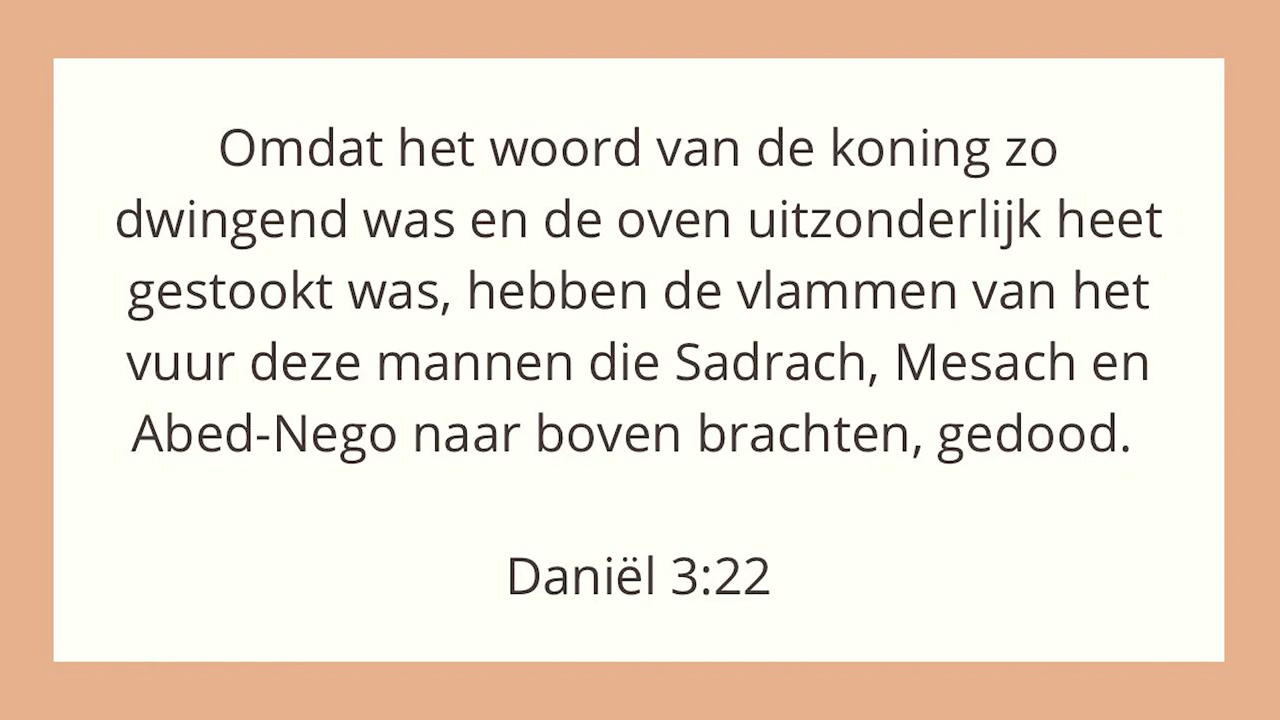 Omdat het woord van de koning zo
dwingend was en de oven uitzonderlijk heet
gestookt was, hebben de vlammen van het
vuur deze mannen die Sadrach, Mesach en
Abed-Nego naar boven brachten, gedood.
Daniël 3:22